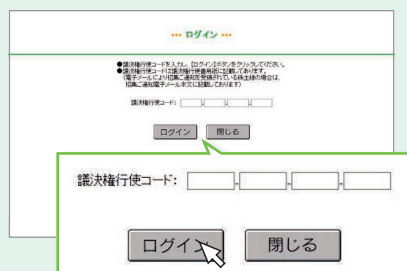 ••• ログイン •••
●議決権行使コードを入力し、[ログイン]ボタンをクリックしてください。
●議決権行使コードは議決権行使書用紙に記載してあります。
(電子メールにより招集ご通知を受領されている株主様の場合は、
招集ご通知電子メール本文に記載しております)
議決権行使コード: - - -
ログイン 閉じる
議決権行使コード: - - -
ログイン 閉じる